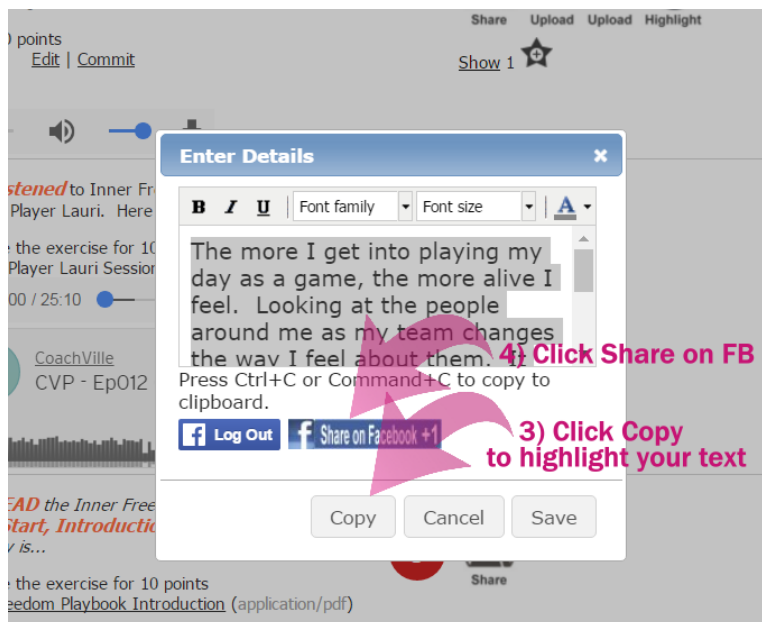 Share Upload Upload Highlight
points
Edit | Commit
Show 1
Enter Details
stened to Inner Fr
Player Lauri. Here
B I U Font family Font size A
the exercise for 10
Player Lauri Session
The more I get into playing my
day as a game, the more alive I
feel. Looking at the people
around me as my team changes
the way I feel about them. It
00 / 25:10
4) Click Share on FB
CoachVille
CVP - Ep012
Press Ctrl+C or Command+C to copy to
clipboard.
Log Out Share on Facebook +1
3) Click Copy
to highlight your text
EAD the Inner Free
Start, Introductio
y is...
Copy Cancel Save
the exercise for 10 points
Share
eedom Playbook Introduction (application/pdf)